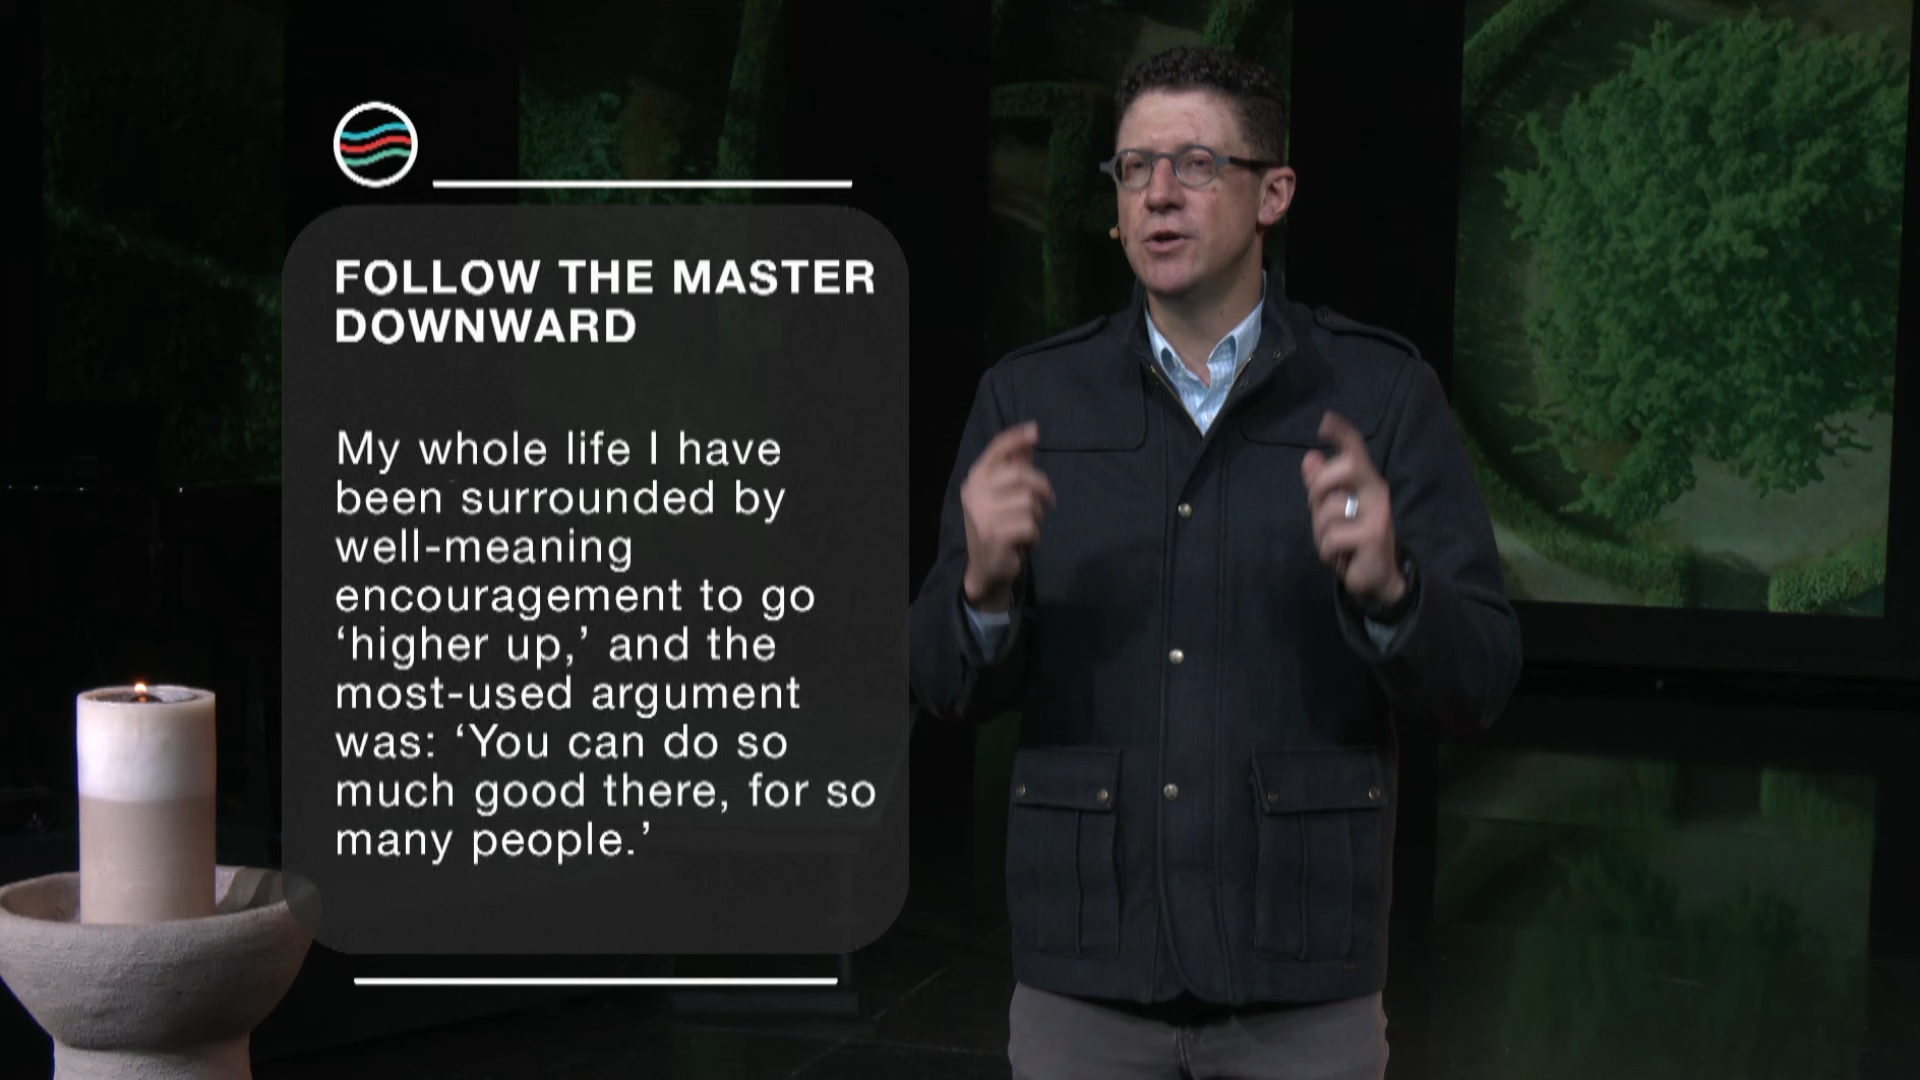 FOLLOW THE MASTER
DOWNWARD
My whole life I have
been surrounded by
well-meaning
encouragement to go
‘higher up,’ and the
most-used argument
was: ‘You can do so
much good there, for so
many people.’